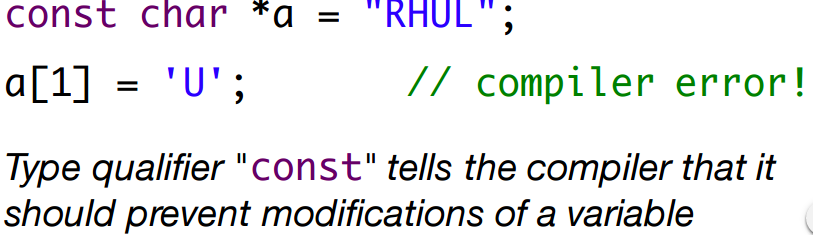 const char *a = "RHUL";
a[1] = 'U'; // compiler error!
Type qualifier "const" tells the compiler that it
should prevent modifications of a variable